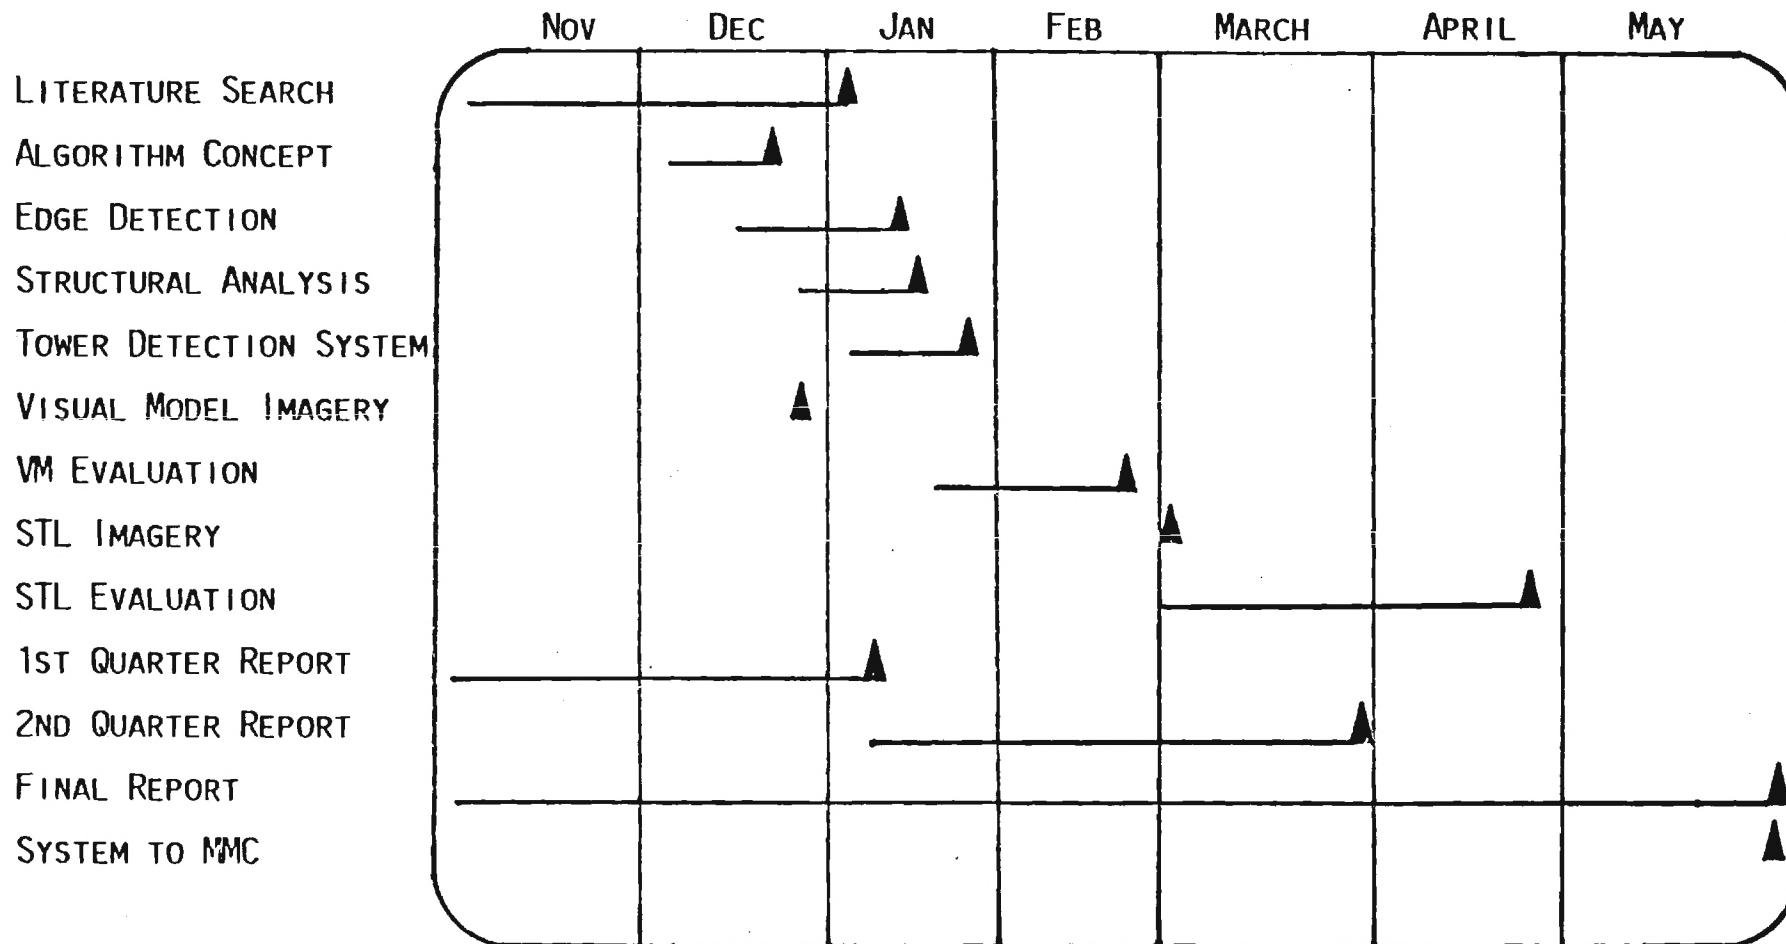 NOV DEC JAN FEB MARCH APRIL MAY
LITERATURE SEARCH
ALGORITHM CONCEPT
EDGE DETECTION
STRUCTURAL ANALYSIS
TOWER DETECTION SYSTEM
VISUAL MODEL IMAGERY
VM EVALUATION
STL IMAGERY
STL EVALUATION
1ST QUARTER REPORT
2ND QUARTER REPORT
FINAL REPORT
SYSTEM TO MMC